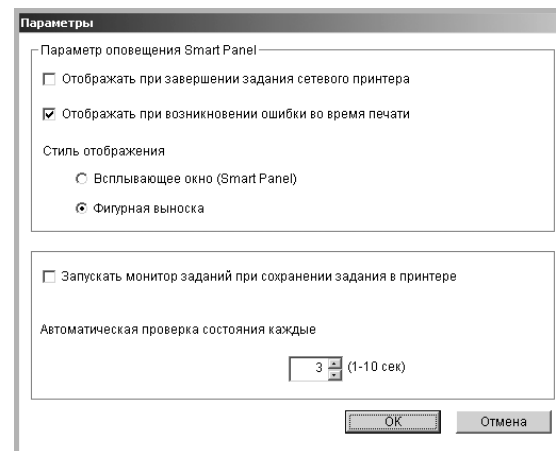 Параметры
Параметр оповещения Smart Panel
Отображать при завершении задания сетевого принтера
Отображать при возникновении ошибки во время печати
Стиль отображения
Всплывающее окно (Smart Panel)
Фигурная выноска
Запускать монитор заданий при сохранении задания в принтере
Автоматическая проверка состояния каждые
3 (1-10 сек)
OK Отмена